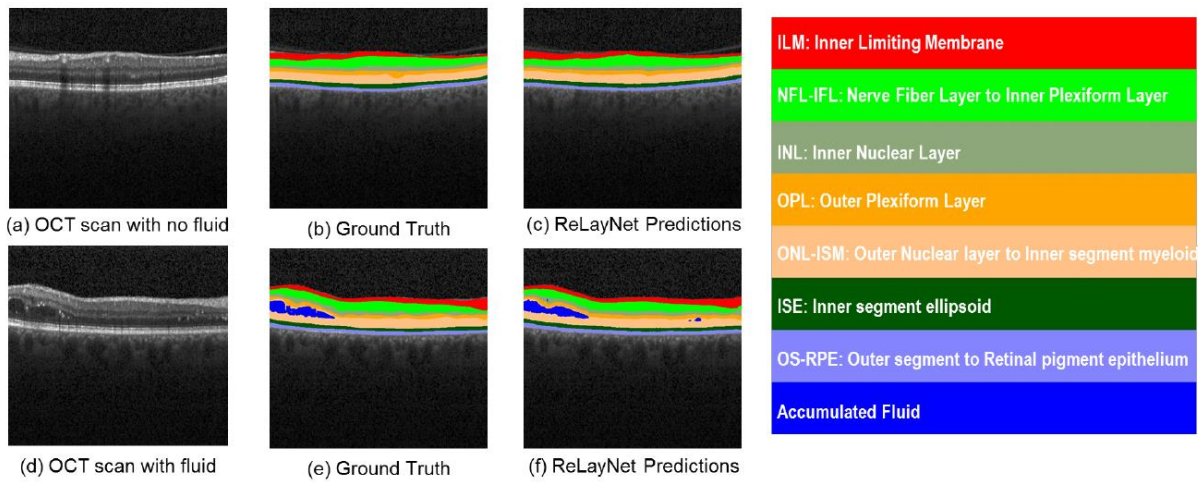 ILM: Inner Limiting Membrane
NFL-IFL: Nerve Fiber Layer to Inner Plexiform Layer
INL: Inner Nuclear Layer
OPL: Outer Plexiform Layer
ONL-ISM: Outer Nuclear layer to Inner segment myeloid
ISE: Inner segment ellipsoid
OS-RPE: Outer segment to Retinal pigment epithelium
Accumulated Fluid
(a) OCT scan with no fluid
(b) Ground Truth
(c) ReLayNet Predictions
(d) OCT scan with fluid
(e) Ground Truth
(f) ReLayNet Predictions